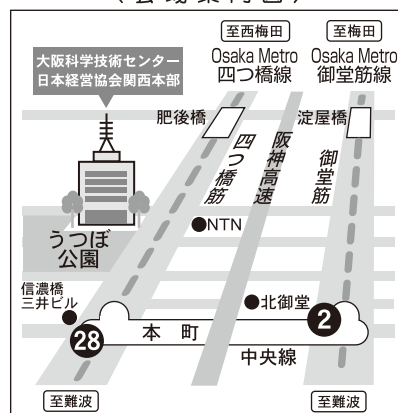 (会場案内図)
至西梅田
至梅田
Osaka Metro
四つ橋線
Osaka Metro
御堂筋線
大阪科学技術センター
日本経営協会関西本部
肥後橋
淀屋橋
四つ橋筋
阪神高速
御堂筋
NTN
うつぼ
公園
信濃橋
三井ビル
北御堂
2
28
本町
中央線
至難波
至難波